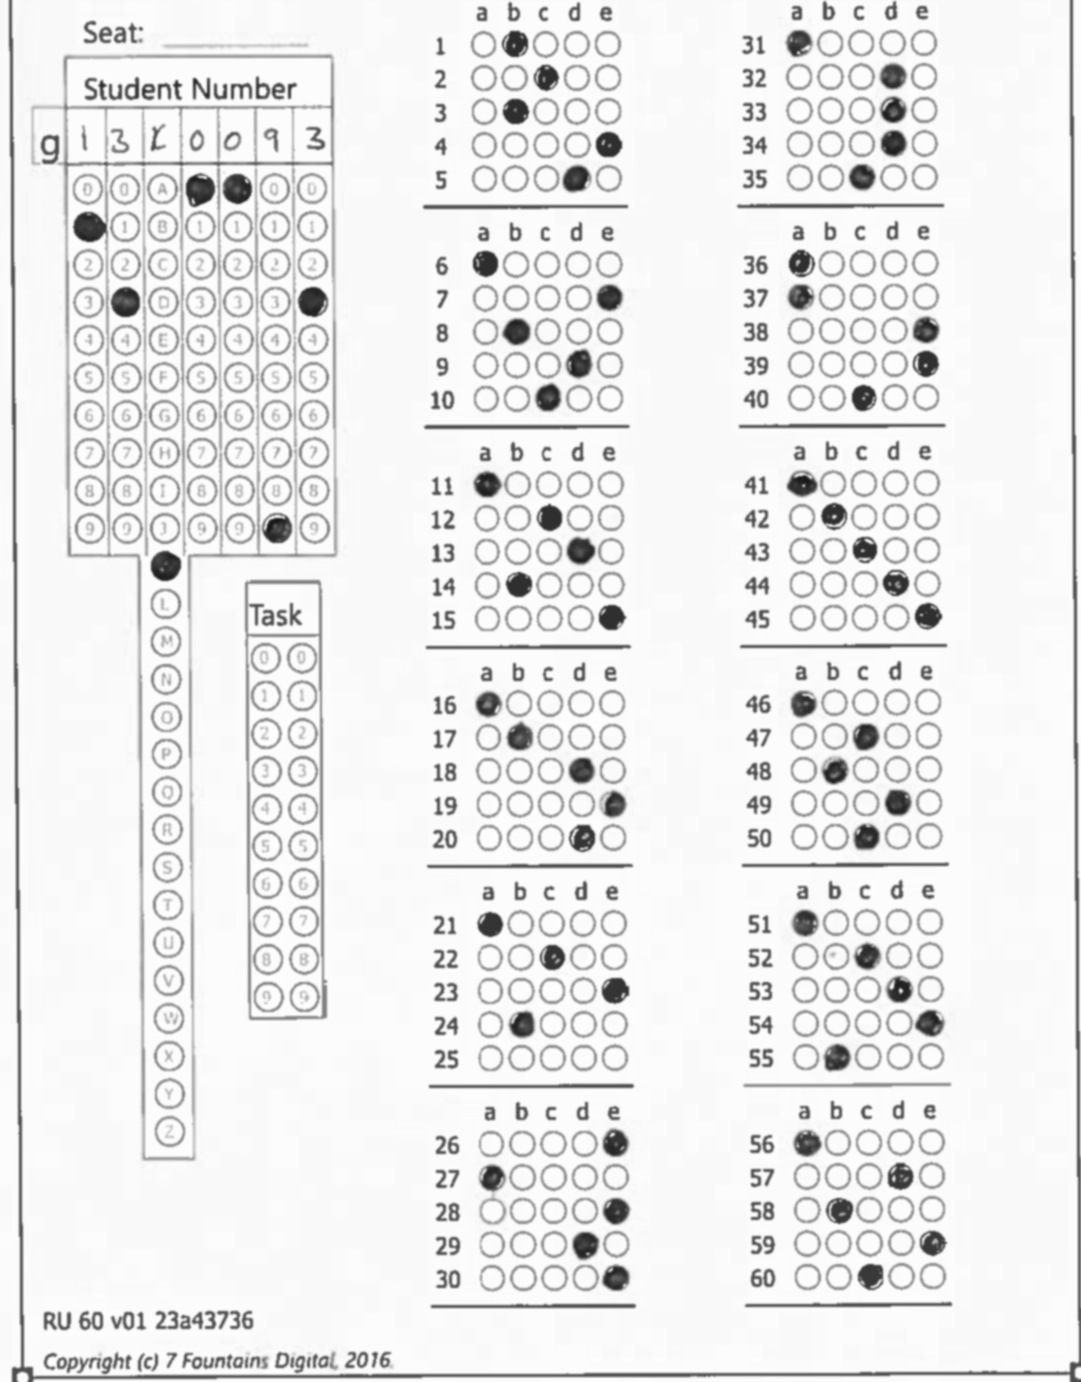 Seat:
Student Number
g 1 3 K 0 0 9 3
0 0 A 0 0
1 B 1 1 1 1
2 2 C 2 2 2 2
3 D 3 3 3
4 4 E 4 4 4 4
5 5 F 5 5 5 5
6 6 G 6 6 6 6
7 7 H 7 7 7 7
8 8 I 8 8 8 8
9 9 J 9 9 9
L
M
N
O
P
Q
R
S
T
U
V
W
X
Y
Z
Task
0 0
1 1
2 2
3 3
4 4
5 5
6 6
7 7
8 8
9 9
a b c d e
1
2
3
4
5
a b c d e
6
7
8
9
10
a b c d e
11
12
13
14
15
a b c d e
16
17
18
19
20
a b c d e
21
22
23
24
25
a b c d e
26
27
28
29
30
a b c d e
31
32
33
34
35
a b c d e
36
37
38
39
40
a b c d e
41
42
43
44
45
a b c d e
46
47
48
49
50
a b c d e
51
52
53
54
55
a b c d e
56
57
58
59
60
RU 60 v01 23a43736
Copyright (c) 7 Fountains Digital, 2016.